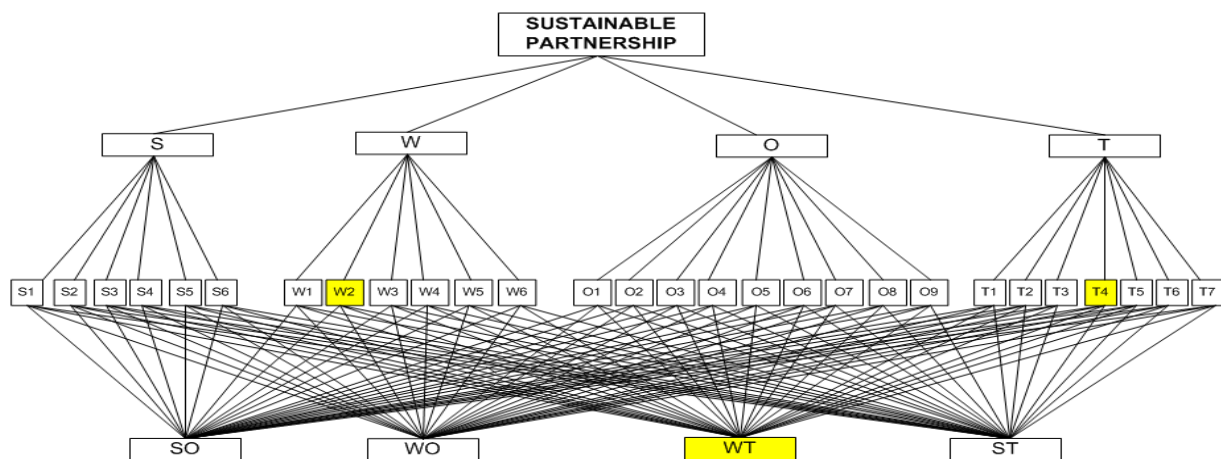 SUSTAINABLE
PARTNERSHIP
S W O T
S1 S2 S3 S4 S5 S6 W1 W2 W3 W4 W5 W6 O1 O2 O3 O4 O5 O6 O7 O8 O9 T1 T2 T3 T4 T5 T6 T7
SO WO WT ST